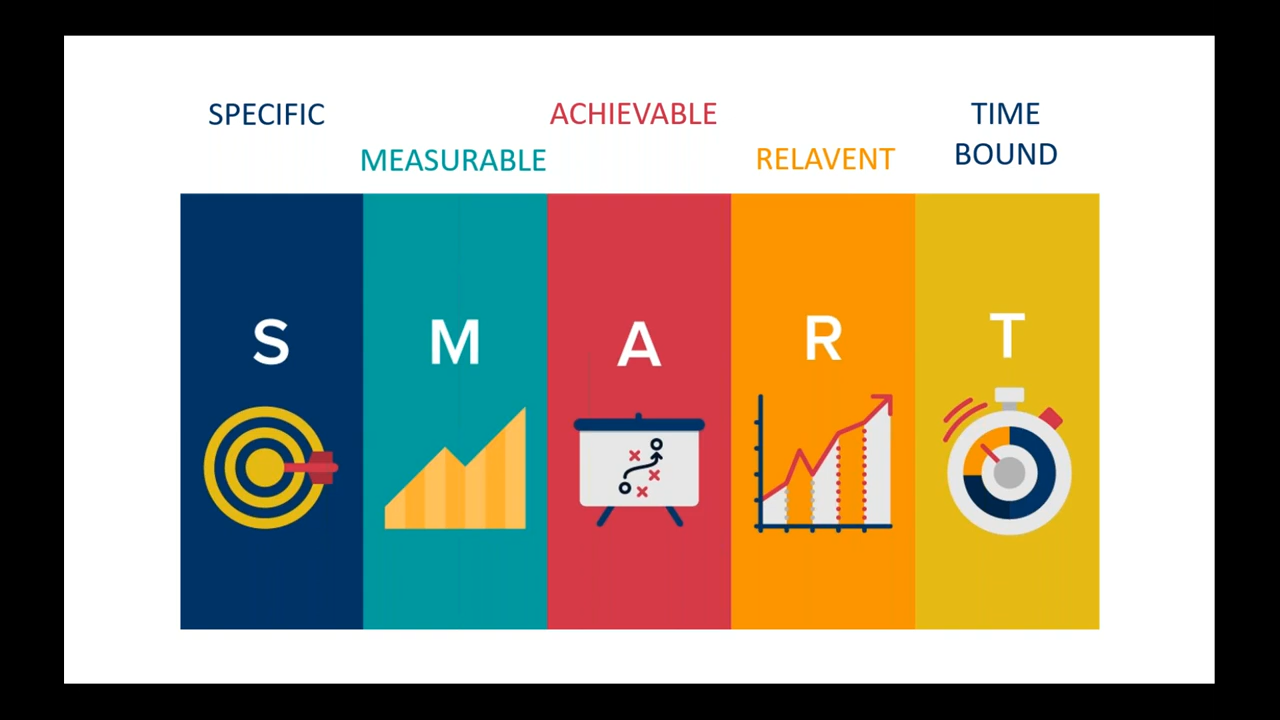 SPECIFIC
MEASURABLE
ACHIEVABLE
RELAVENT
TIME
BOUND
S
M
A
R
T